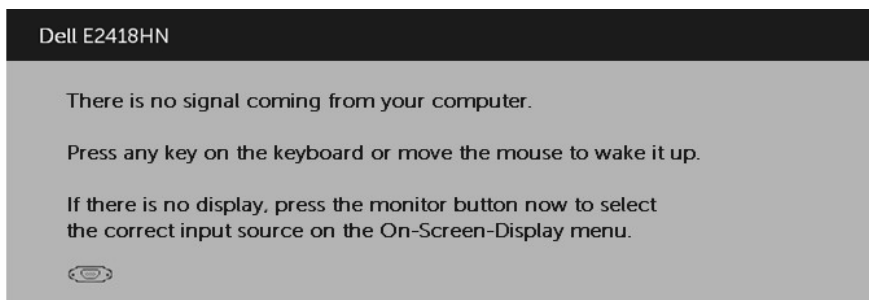 Dell E2418HN
There is no signal coming from your computer.
Press any key on the keyboard or move the mouse to wake it up.
If there is no display, press the monitor button now to select
the correct input source on the On-Screen-Display menu.